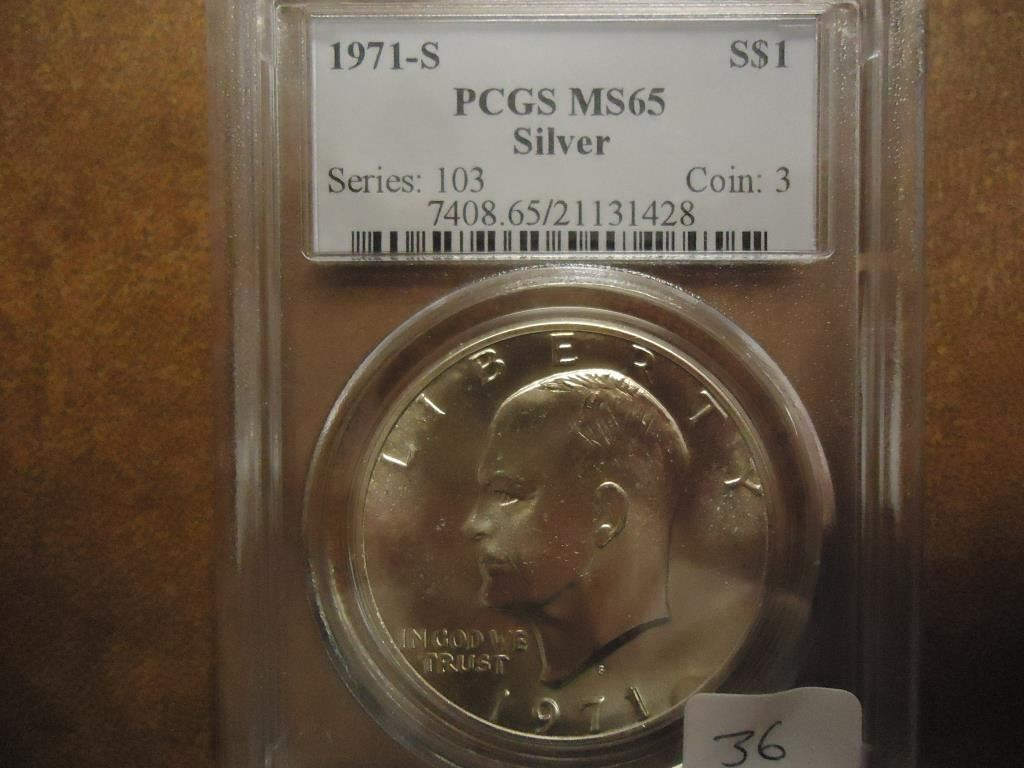 1971-S S$1
PCGS MS65
Silver
Series: 103 Coin: 3
7408.65/21131428
LIBERTY
IN GOD WE
TRUST
S
1971
36